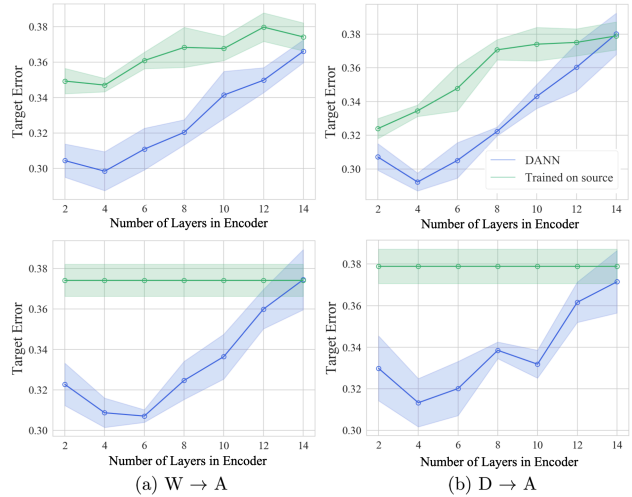 0.38
0.36
0.34
0.32
0.30
Target Error
2 4 6 8 10 12 14
Number of Layers in Encoder
0.38
0.36
0.34
0.32
0.30
Target Error
DANN
Trained on source
2 4 6 8 10 12 14
Number of Layers in Encoder
0.38
0.36
0.34
0.32
0.30
Target Error
2 4 6 8 10 12 14
Number of Layers in Encoder
(a) W → A
0.38
0.36
0.34
0.32
0.30
Target Error
2 4 6 8 10 12 14
Number of Layers in Encoder
(b) D → A